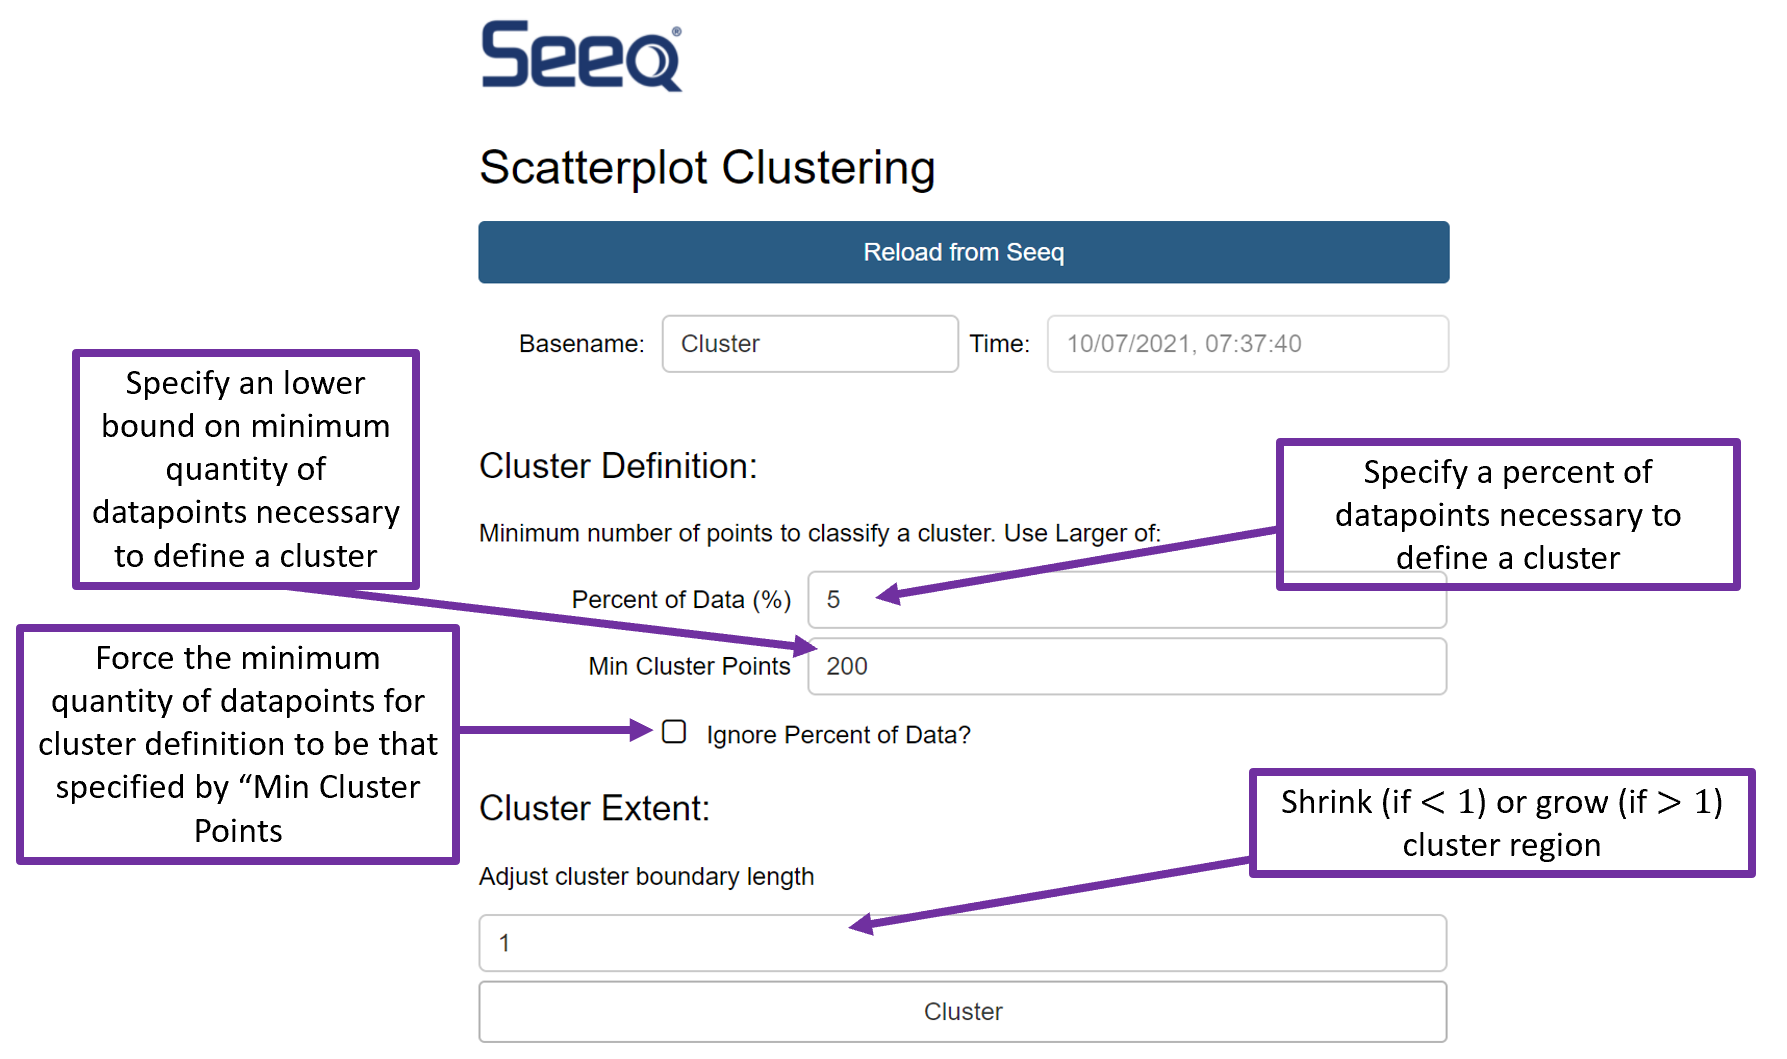 Seeq®
Scatterplot Clustering
Reload from Seeq
Basename: Cluster Time: 10/07/2021, 07:37:40
Specify an lower
bound on minimum
quantity of
datapoints necessary
to define a cluster
Cluster Definition:
Specify a percent of
datapoints necessary to
define a cluster
Minimum number of points to classify a cluster. Use Larger of:
Percent of Data (%) 5
Min Cluster Points 200
Force the minimum
quantity of datapoints for
cluster definition to be that
specified by “Min Cluster
Points
Ignore Percent of Data?
Cluster Extent:
Shrink (if < 1) or grow (if > 1)
cluster region
Adjust cluster boundary length
1
Cluster